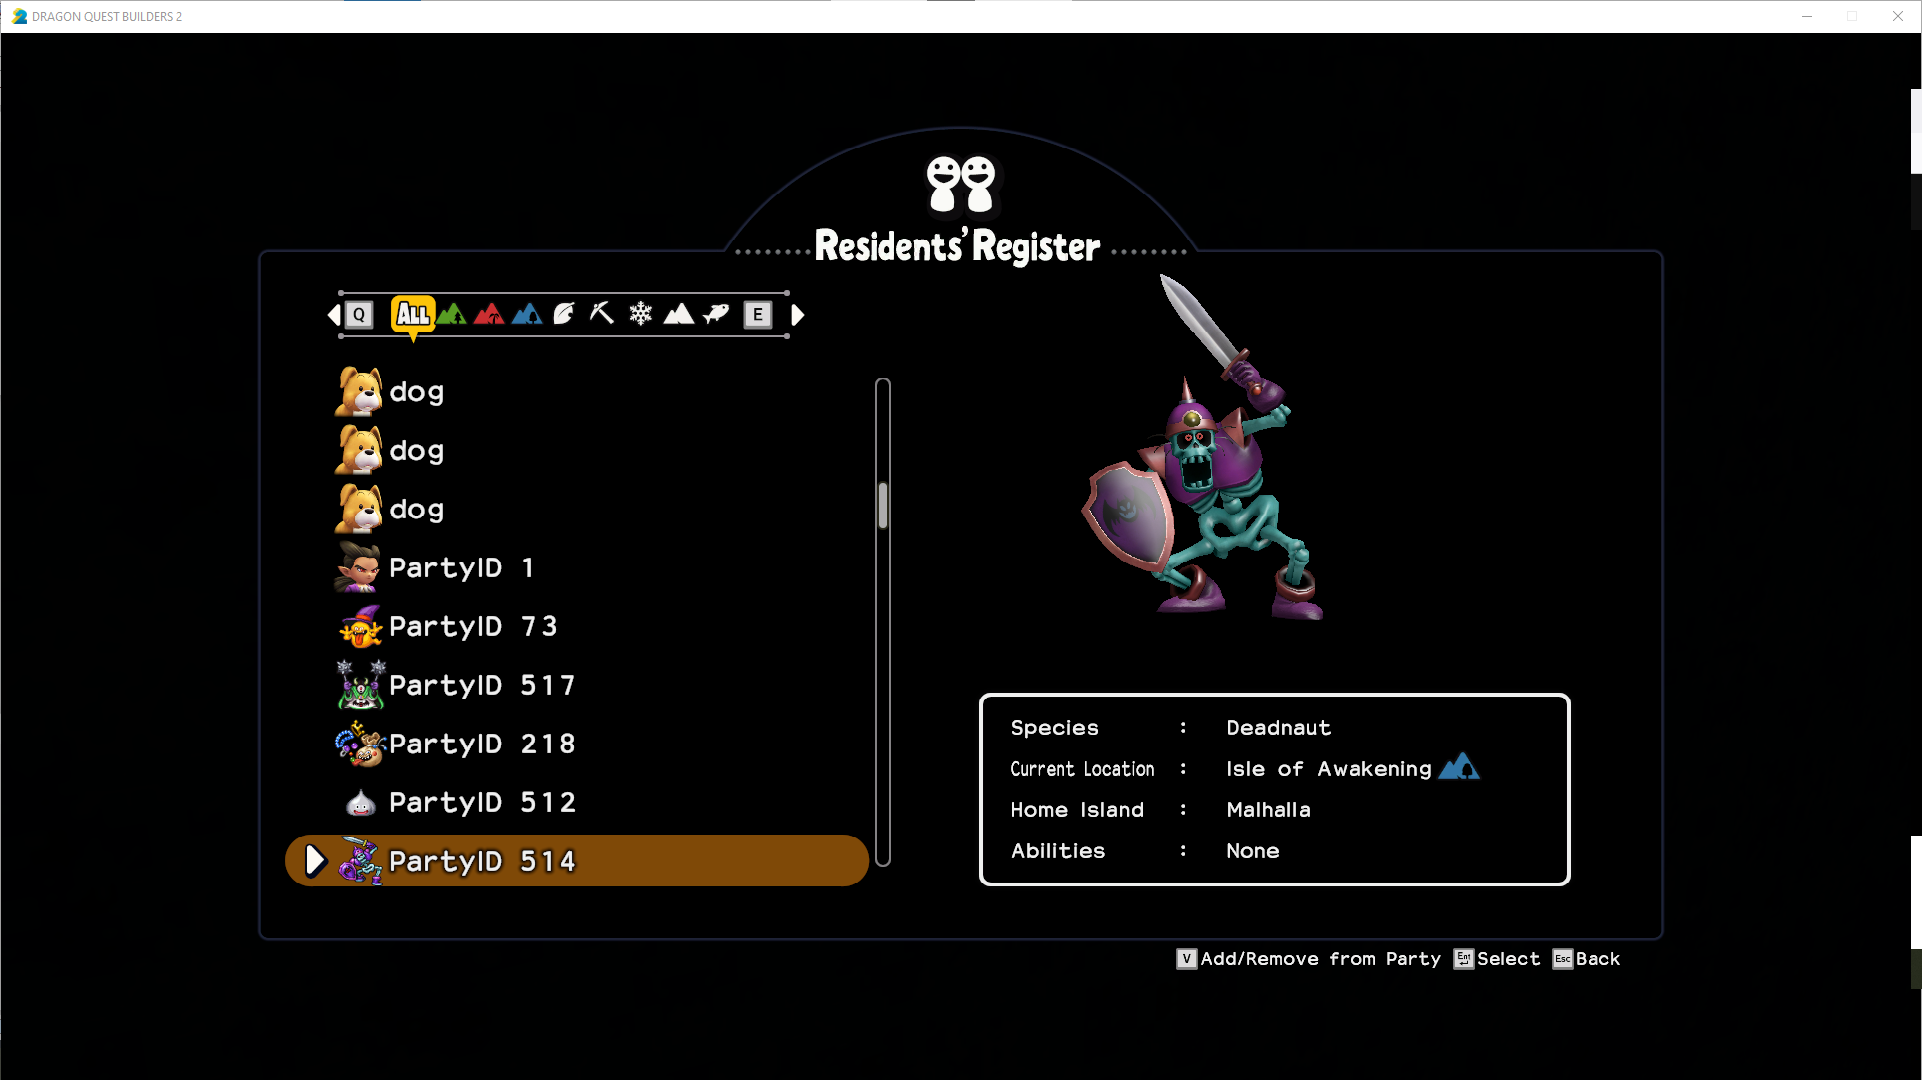 DRAGON QUEST BUILDERS 2
Residents' Register
Q ALL E
dog
dog
dog
PartyID 1
PartyID 73
PartyID 517
PartyID 218
PartyID 512
PartyID 514
Species : Deadnaut
Current Location : Isle of Awakening
Home Island : Malhalla
Abilities : None
V Add/Remove from Party Ent Select Esc Back